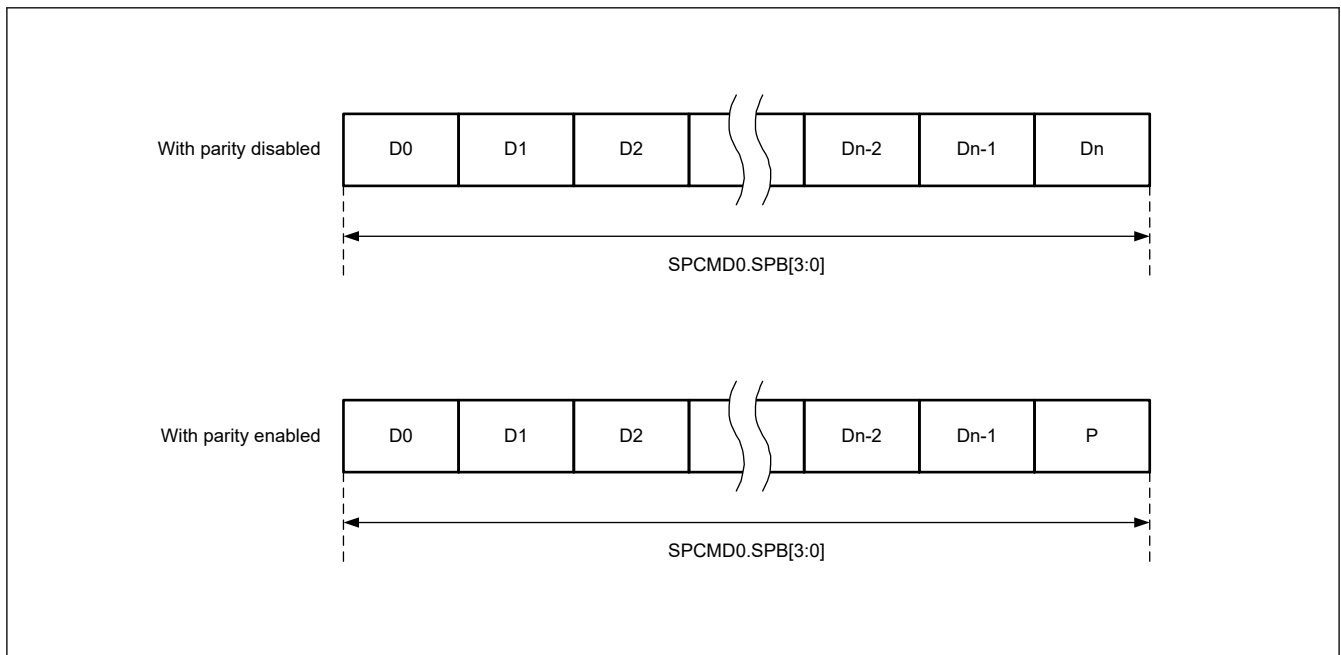 With parity disabled D0 D1 D2 Dn-2 Dn-1 Dn
SPCMD0.SPB[3:0]
With parity enabled D0 D1 D2 Dn-2 Dn-1 P
SPCMD0.SPB[3:0]